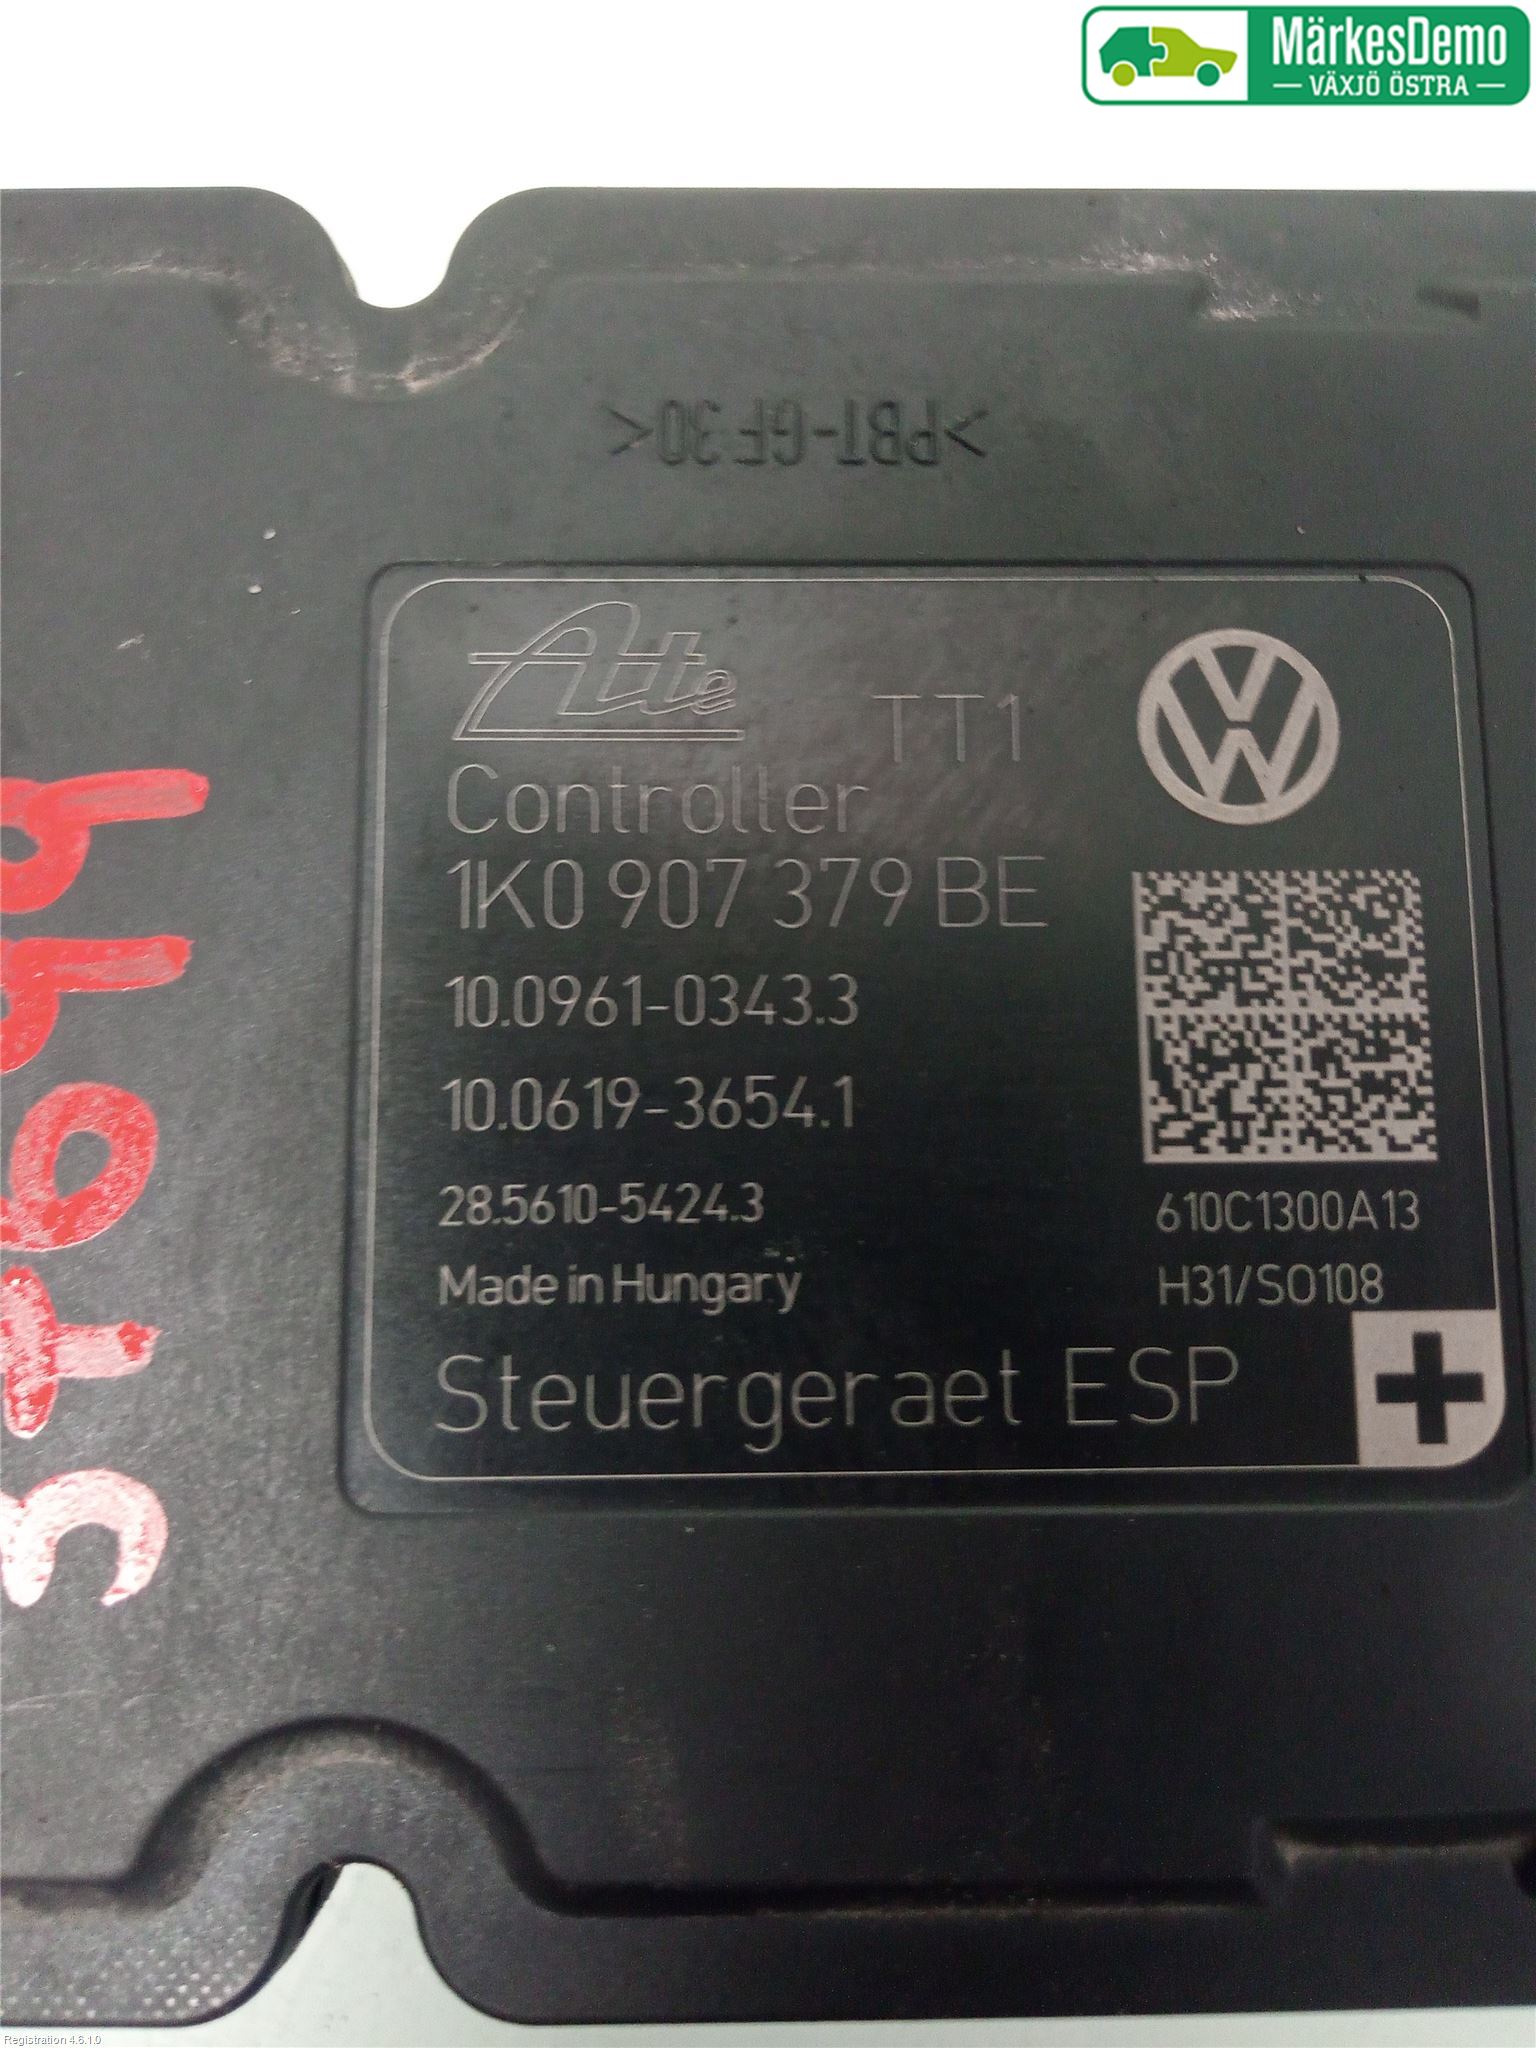 MärkesDemo
VÄXJÖ ÖSTRA
>PBT-GF30<
Ate
TT1
Controller
1K0 907 379 BE
10.0961-0343.3
10.0619-3654.1
28.5610-5424.3
610C1300A13
Made in Hungary
H31/SO108
Steuergeraet ESP
Registration 4.6.1.0